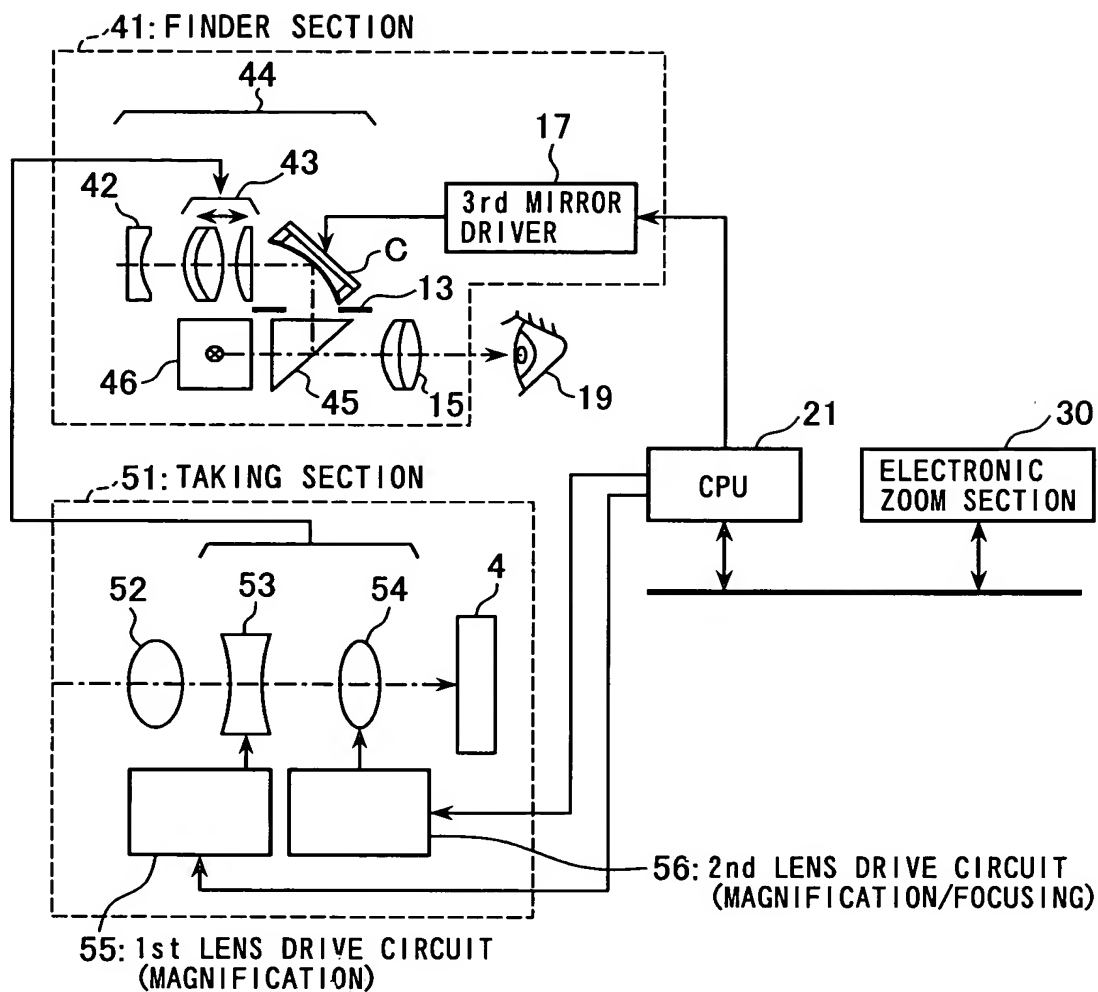 41: FINDER SECTION
44
17
42
43
3rd MIRROR
DRIVER
C
13
46
45
15
19
21
30
51: TAKING SECTION
CPU
ELECTRONIC
ZOOM SECTION
52
53
54
4
56: 2nd LENS DRIVE CIRCUIT
(MAGNIFICATION/FOCUSING)
55: 1st LENS DRIVE CIRCUIT
(MAGNIFICATION)